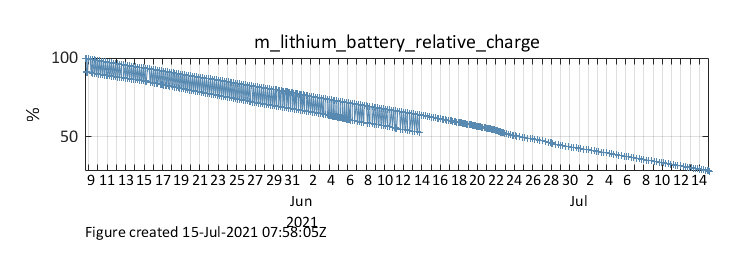 m_lithium_battery_relative_charge
100
50
%
9 11 13 15 17 19 21 23 25 27 29 31 2 4 6 8 10 12 14 16 18 20 22 24 26 28 30 2 4 6 8 10 12 14
Jun Jul
2021
Figure created 15-Jul-2021 07:58:05Z